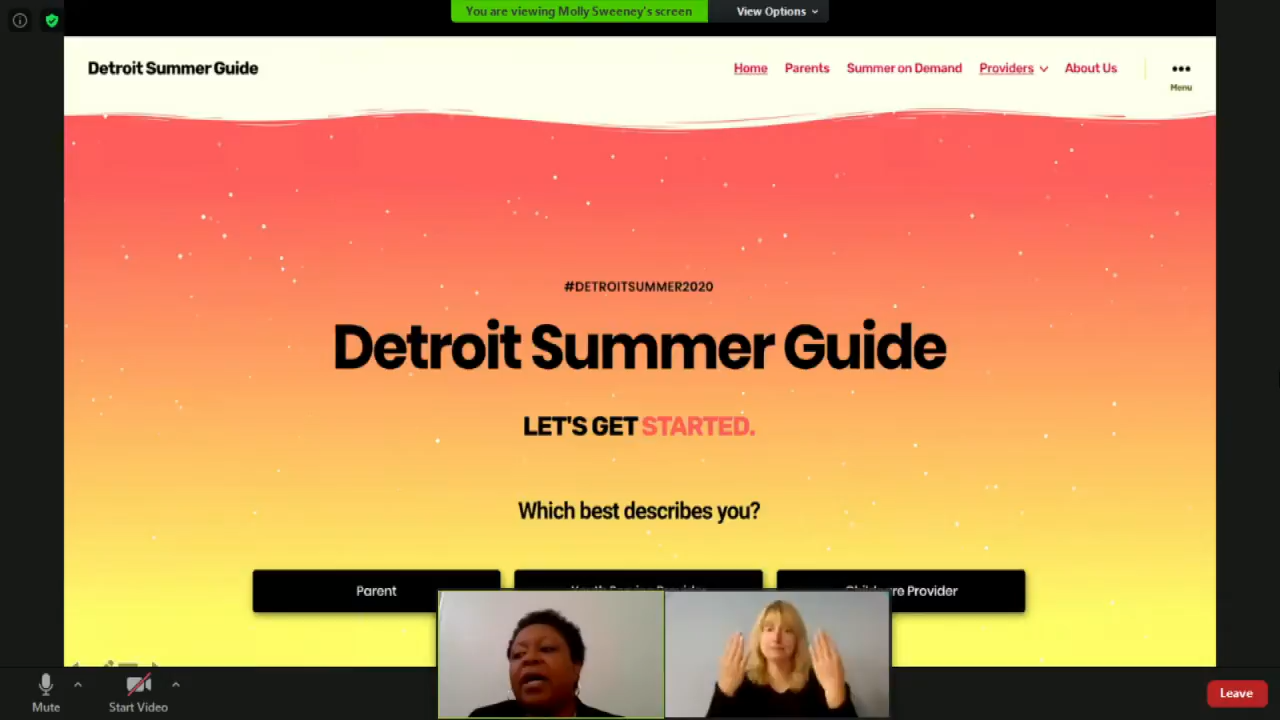 You are viewing Molly Sweeney's screen
View Options
Detroit Summer Guide
Home
Parents
Summer on Demand
Providers
About Us
Menu
#DETROITSUMMER2020
Detroit Summer Guide
LET'S GET STARTED.
Which best describes you?
Parent
Provider
Mute
Start Video
Leave